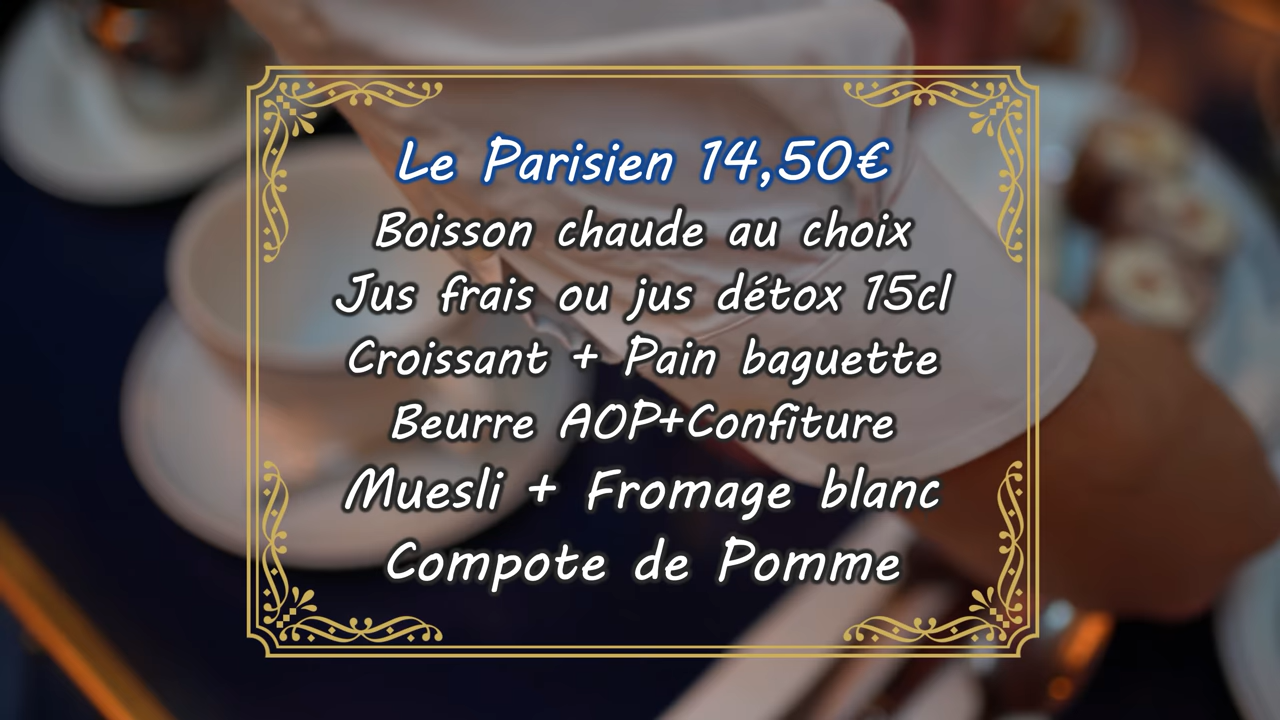 Le Parisien 14,50€
Boisson chaude au choix
Jus frais ou jus détox 15cl
Croissant + Pain baguette
Beurre AOP+Confiture
Muesli + Fromage blanc
Compote de Pomme